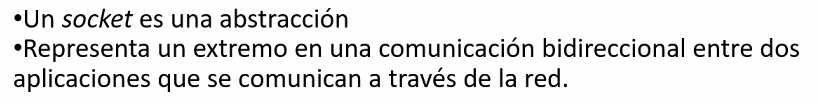 •Un socket es una abstracción
•Representa un extremo en una comunicación bidireccional entre dos
aplicaciones que se comunican a través de la red.